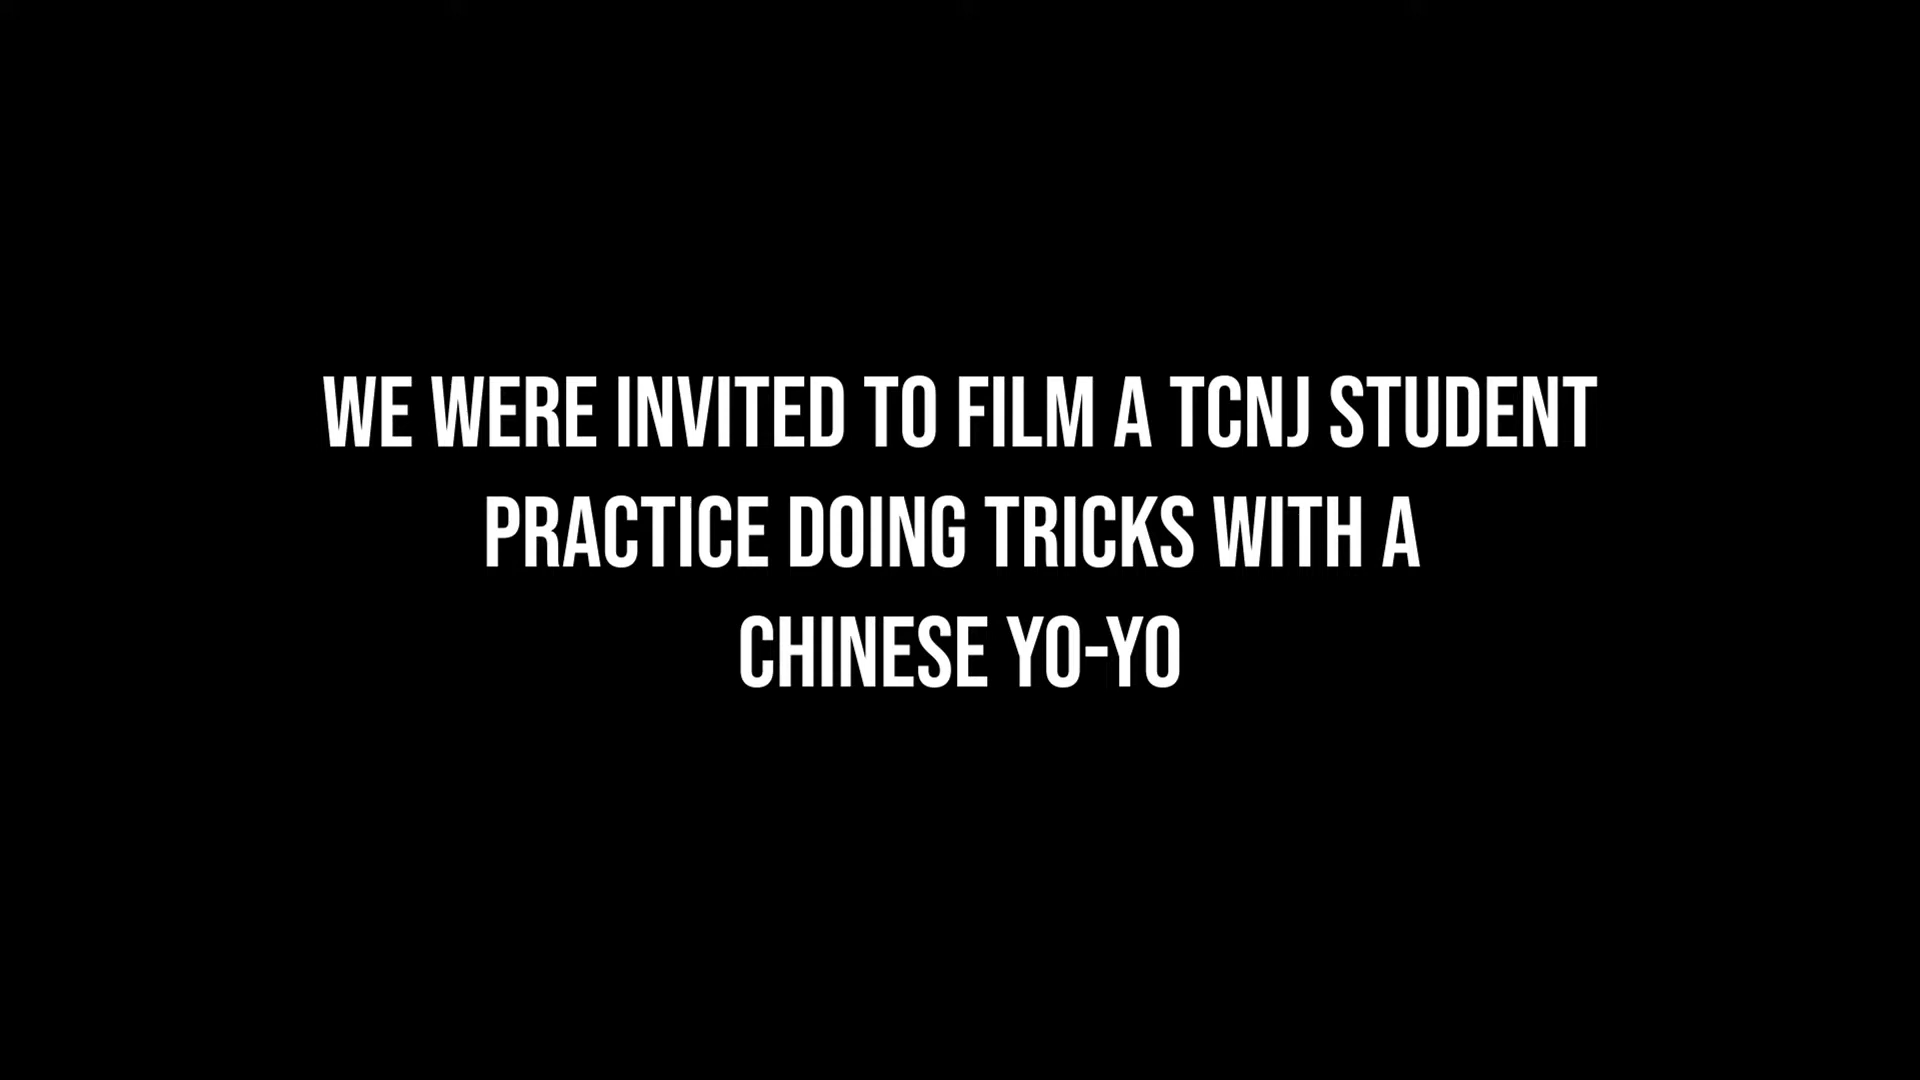 WE WERE INVITED TO FILM A TCNJ STUDENT
PRACTICE DOING TRICKS WITH A
CHINESE YO-YO